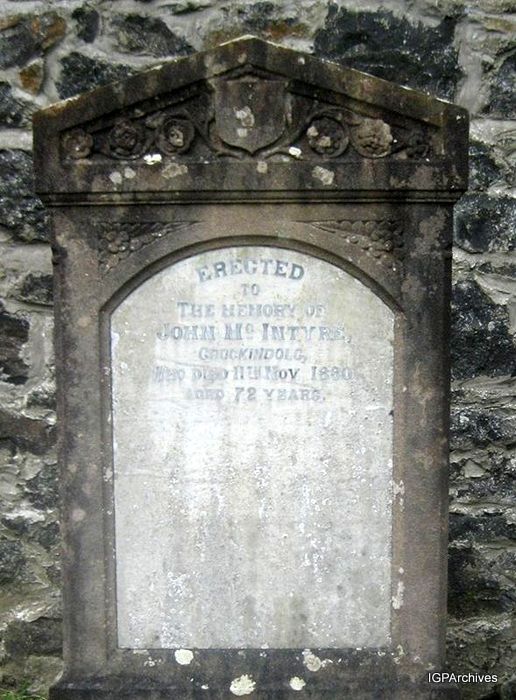 ERECTED
TO
THE MEMORY OF
JOHN Mc INTYRE,
WHO DIED 11TH NOV 1880
AGED 72 YEARS.
IGPArchives